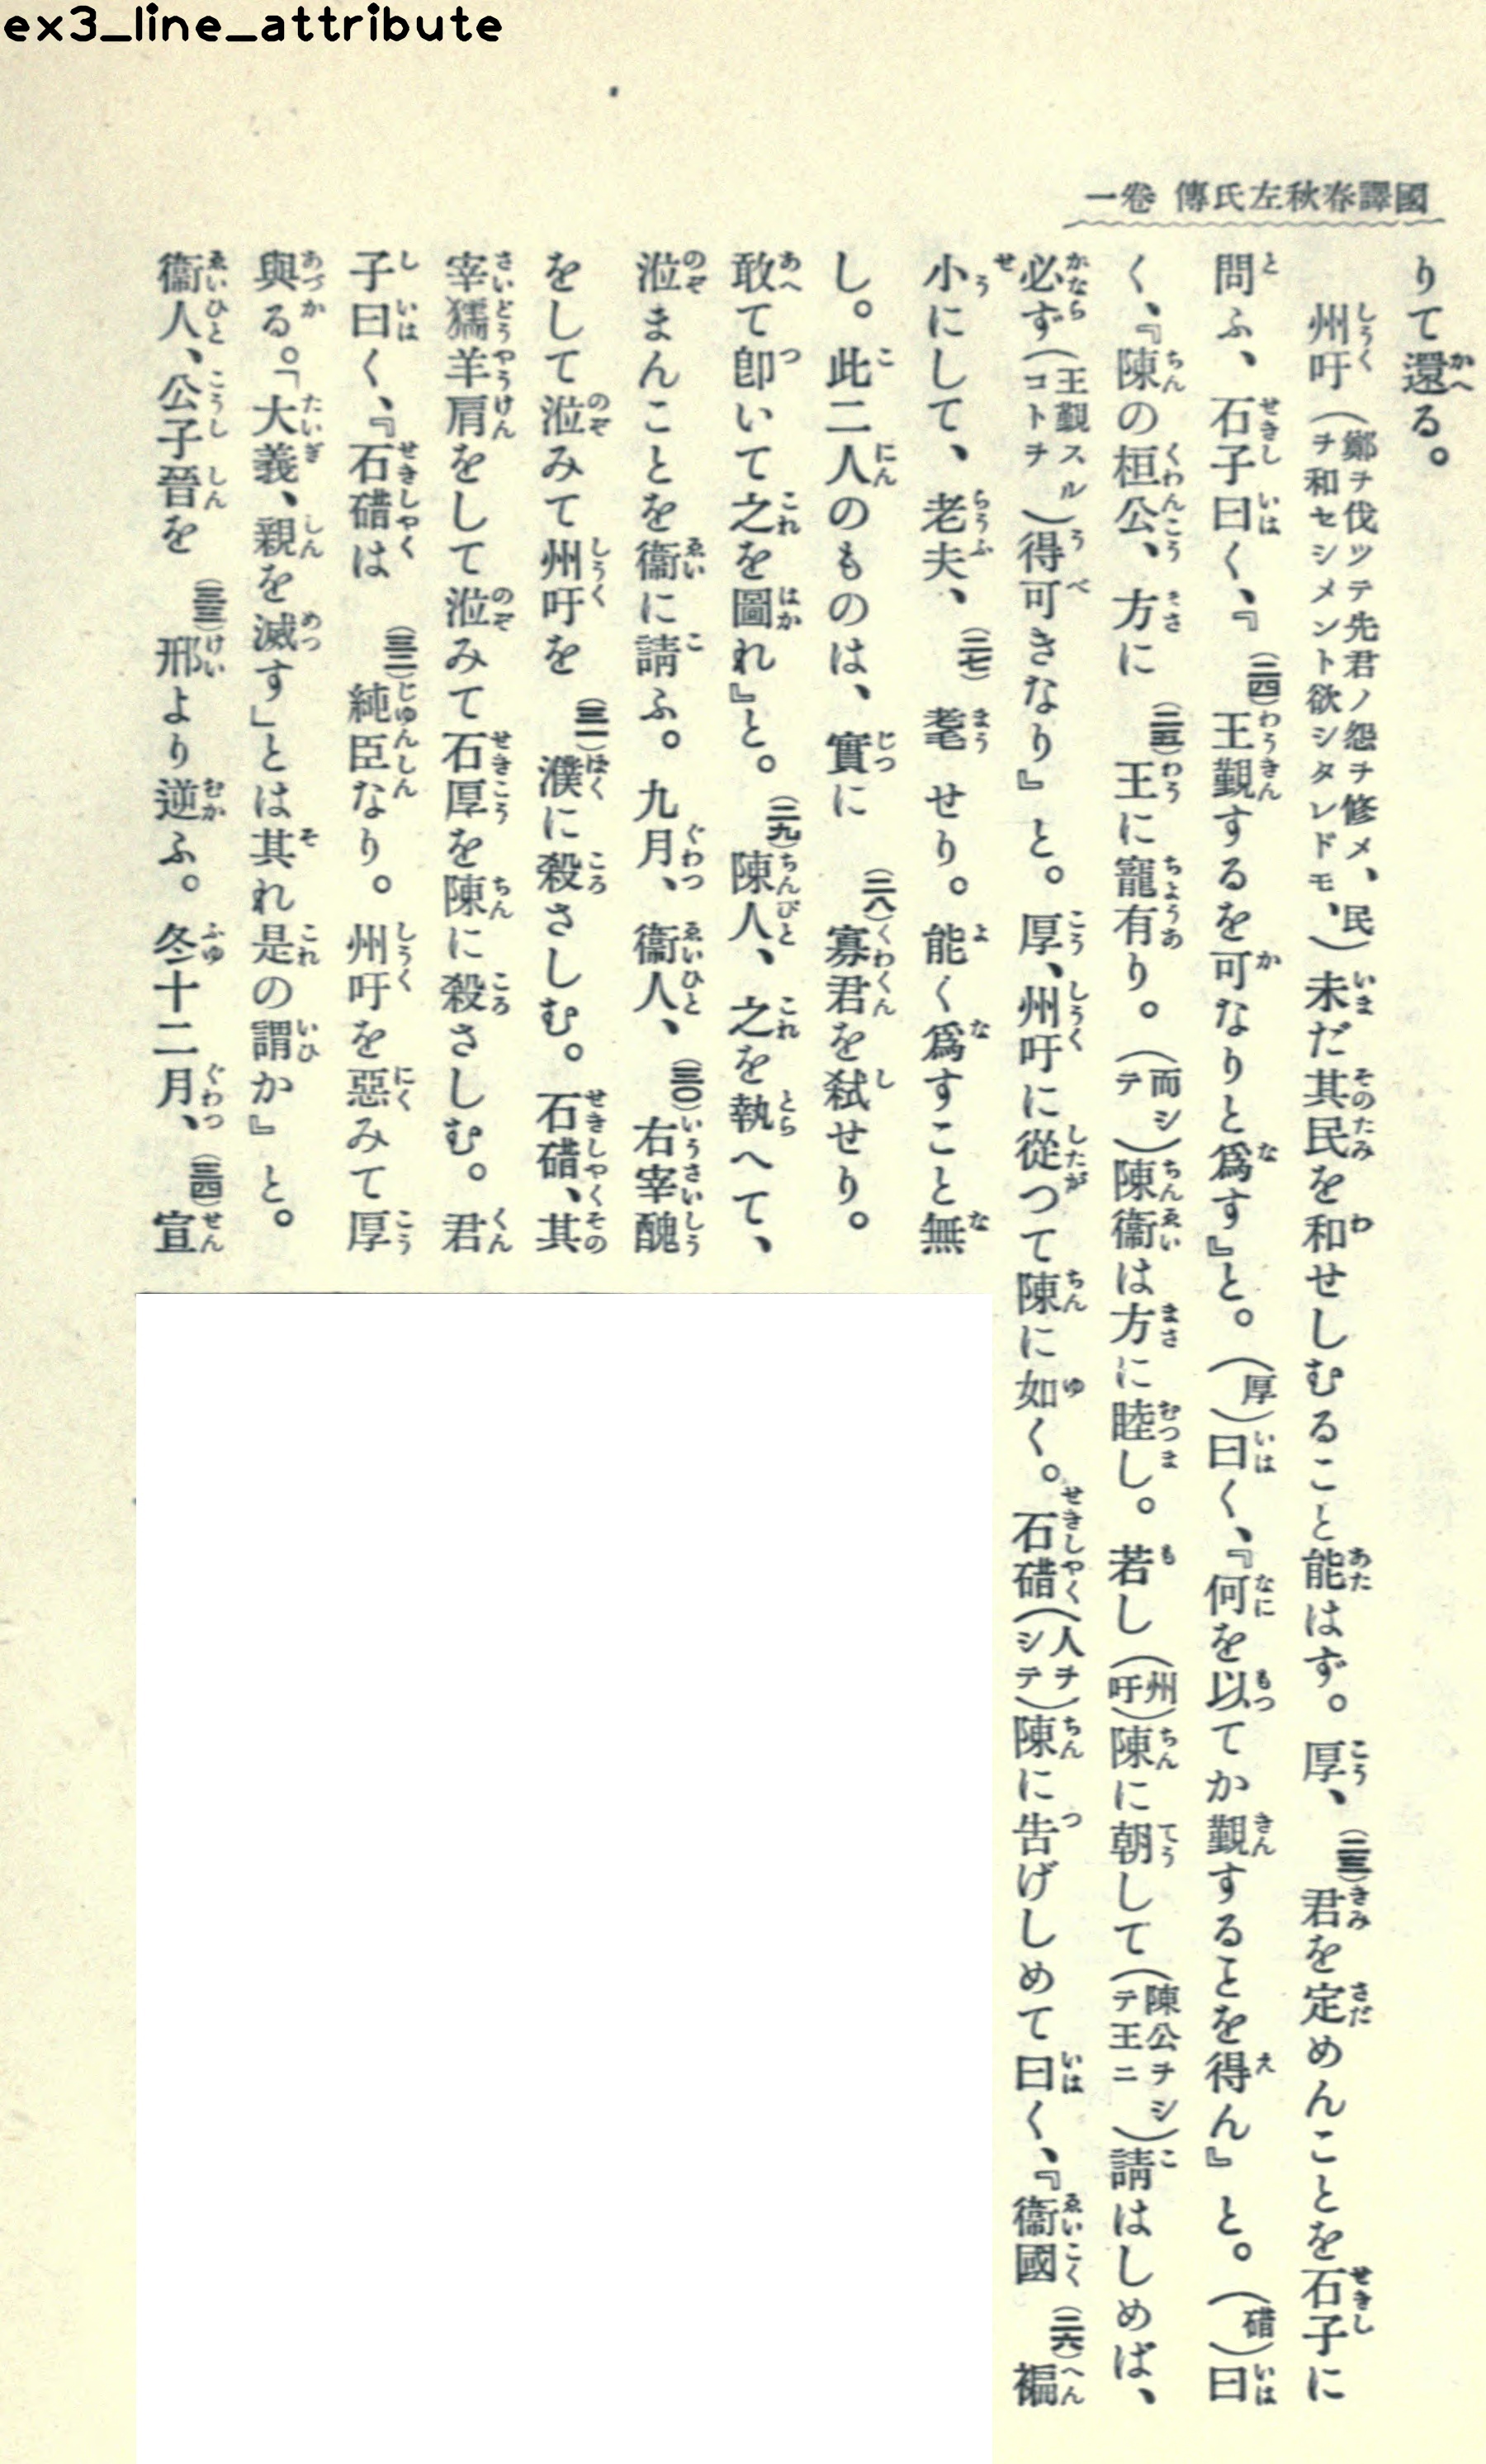 ex3_line_attribute
國譯春秋左氏傳 卷一
りて還る。
州吁(鄭ヲ伐ツテ先君ノ怨ヲ修メ、民ヲ和セシメント欲シタレドモ、)未だ其民を和せしむること能はず。厚、(二三)君を定めんことを石子に
問ふ、石子曰く、『(二四)王覲するを可なりと爲す』と。(厚)曰く、『何を以てか覲することを得ん』と。(碏)曰
く、『陳の桓公、方に(二五)王に寵有り。(而シテ)陳衞は方に睦し。若し(州吁)陳に朝して(陳公ヲシテ王ニ)請はしめば、
必ず(王覲スルコトヲ)得可きなり』と。厚、州吁に從つて陳に如く。石碏(人ヲシテ)陳に告げしめて曰く、『衞國(二六)褊
小にして、老夫、(二七)耄せり。能く爲すこと無
し。此二人のものは、實に(二八)寡君を弑せり。
敢て卽いて之を圖れ』と。(二九)陳人、之を執へて、
涖まんことを衞に請ふ。九月、衞人、(三〇)右宰醜
をして涖みて州吁を(三一)濮に殺さしむ。石碏、其
宰獳羊肩をして涖みて石厚を陳に殺さしむ。君
子曰く、『石碏は(三二)純臣なり。州吁を惡みて厚
與る。「大義、親を滅す」とは其れ是の謂か』と。
衞人、公子晉を(三三)邢より逆ふ。冬十二月、(三四)宣